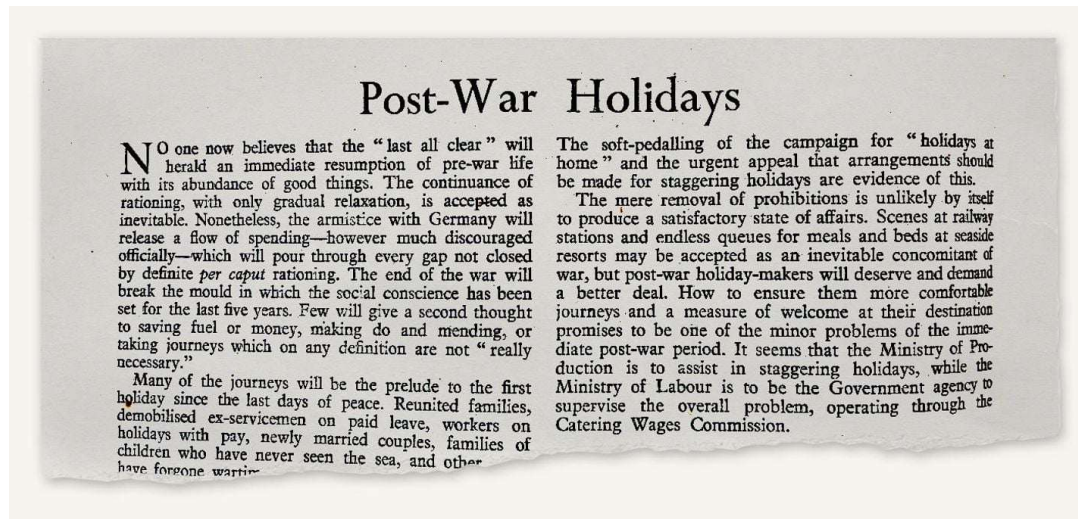 Post-War Holidays
NO one now believes that the “last all clear” will
herald an immediate resumption of pre-war life
with its abundance of good things. The continuance of
rationing, with only gradual relaxation, is accepted as
inevitable. Nonetheless, the armistice with Germany will
release a flow of spending—however much discouraged
officially—which will pour through every gap not closed
by definite per caput rationing. The end of the war will
break the mould in which the social conscience has been
set for the last five years. Few will give a second thought
to saving fuel or money, making do and mending, or
taking journeys which on any definition are not “really
necessary.”
Many of the journeys will be the prelude to the first
holiday since the last days of peace. Reunited families,
demobilised ex-servicemen on paid leave, workers on
holidays with pay, newly married couples, families of
children who have never seen the sea, and other
have forgone
The soft-pedalling of the campaign for “holidays at
home” and the urgent appeal that arrangements should
be made for staggering holidays are evidence of this.
The mere removal of prohibitions is unlikely by itself
to produce a satisfactory state of affairs. Scenes at railway
stations and endless queues for meals and beds at seaside
resorts may be accepted as an inevitable concomitant of
war, but post-war holiday-makers will deserve and demand
a better deal. How to ensure them more comfortable
journeys and a measure of welcome at their destination
promises to be one of the minor problems of the imme-
diate post-war period. It seems that the Ministry of Pro-
duction is to assist in staggering holidays, while the
Ministry of Labour is to be the Government agency to
supervise the overall problem, operating through the
Catering Wages Commission.